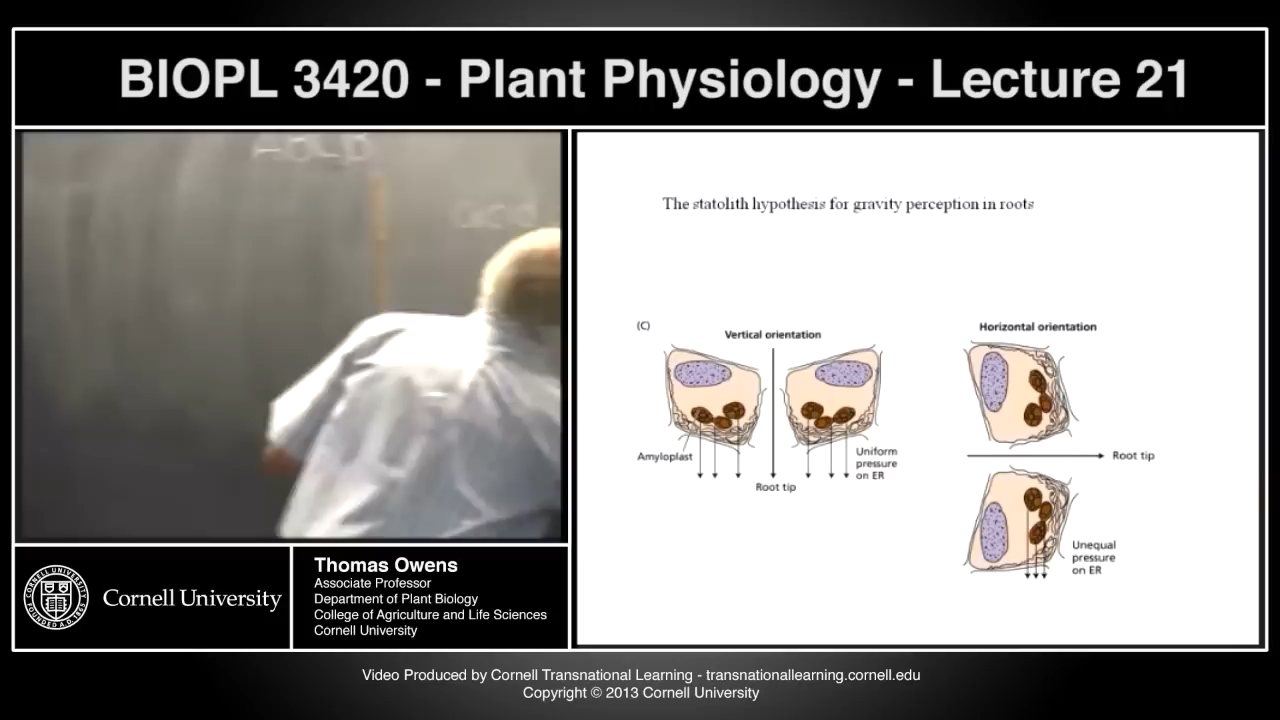 BIOPL 3420 - Plant Physiology - Lecture 21
The statolith hypothesis for gravity perception in roots
(C)
Vertical orientation
Horizontal orientation
Amyloplast
Uniform
pressure
on ER
Root tip
Root tip
Unequal
pressure
on ER
CORNELL UNIVERSITY
FOUNDED A.D. 1865
Cornell University
Thomas Owens
Associate Professor
Department of Plant Biology
College of Agriculture and Life Sciences
Cornell University
Video Produced by Cornell Transnational Learning - transnationallearning.cornell.edu
Copyright © 2013 Cornell University